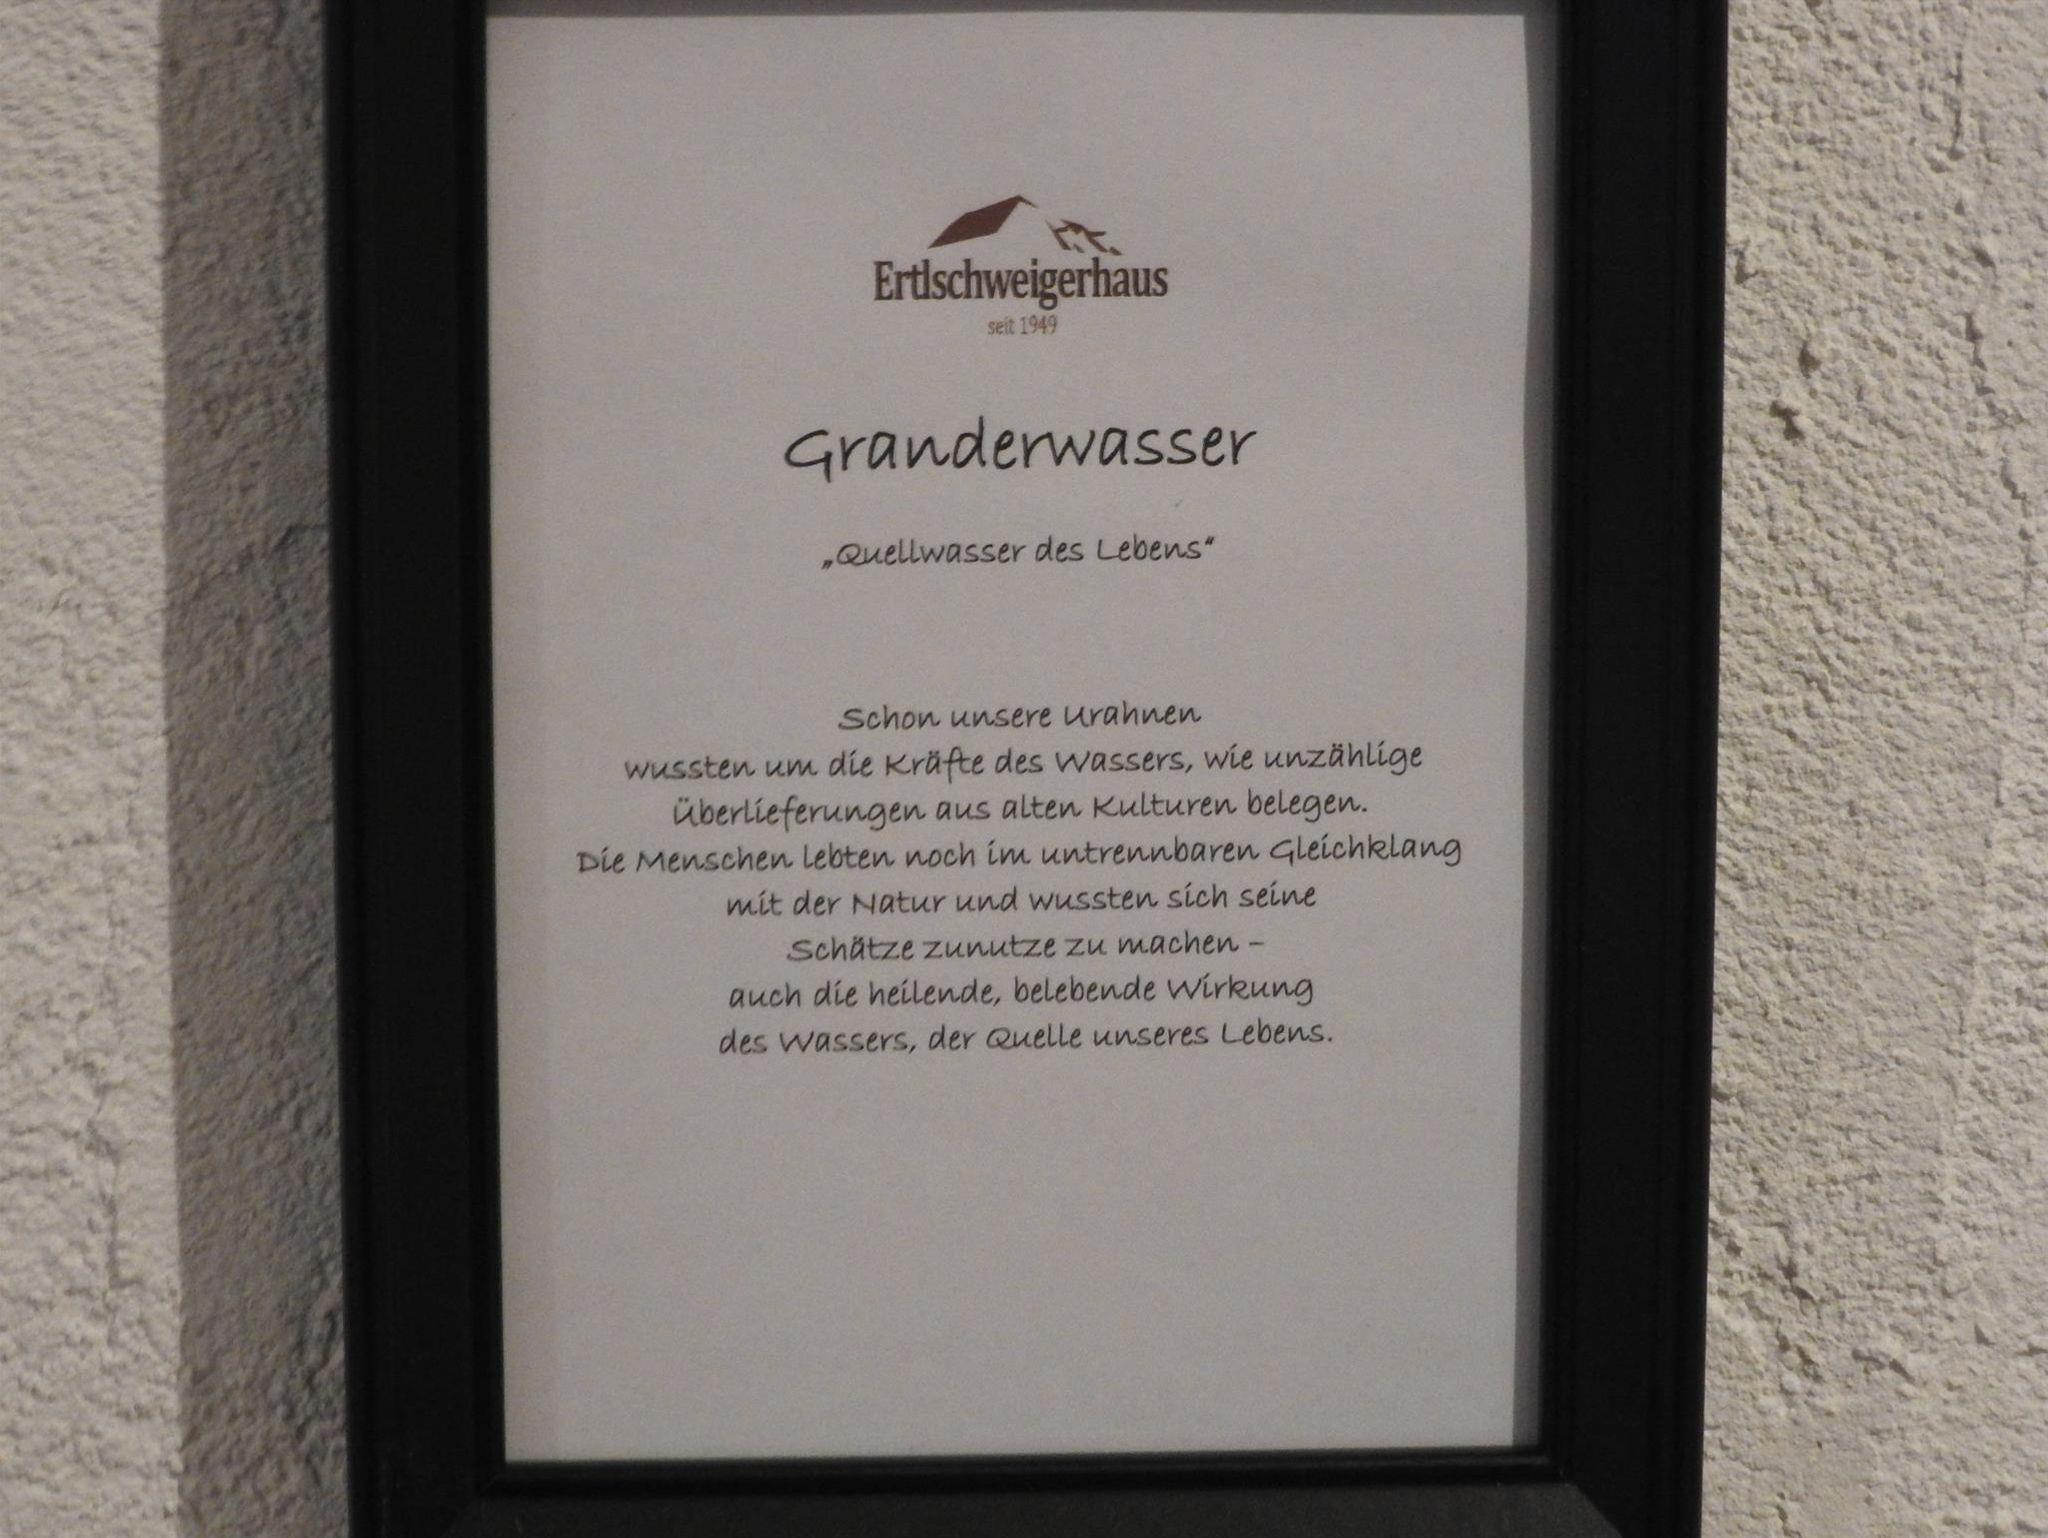 Ertlschweigerhaus
seit 1949
Granderwasser
„Quellwasser des Lebens“
Schon unsere Urahnen
wussten um die Kräfte des Wassers, wie unzählige
Überlieferungen aus alten Kulturen belegen.
Die Menschen lebten noch im untrennbaren Gleichklang
mit der Natur und wussten sich seine
Schätze zunutze zu machen –
auch die heilende, belebende Wirkung
des Wassers, der Quelle unseres Lebens.